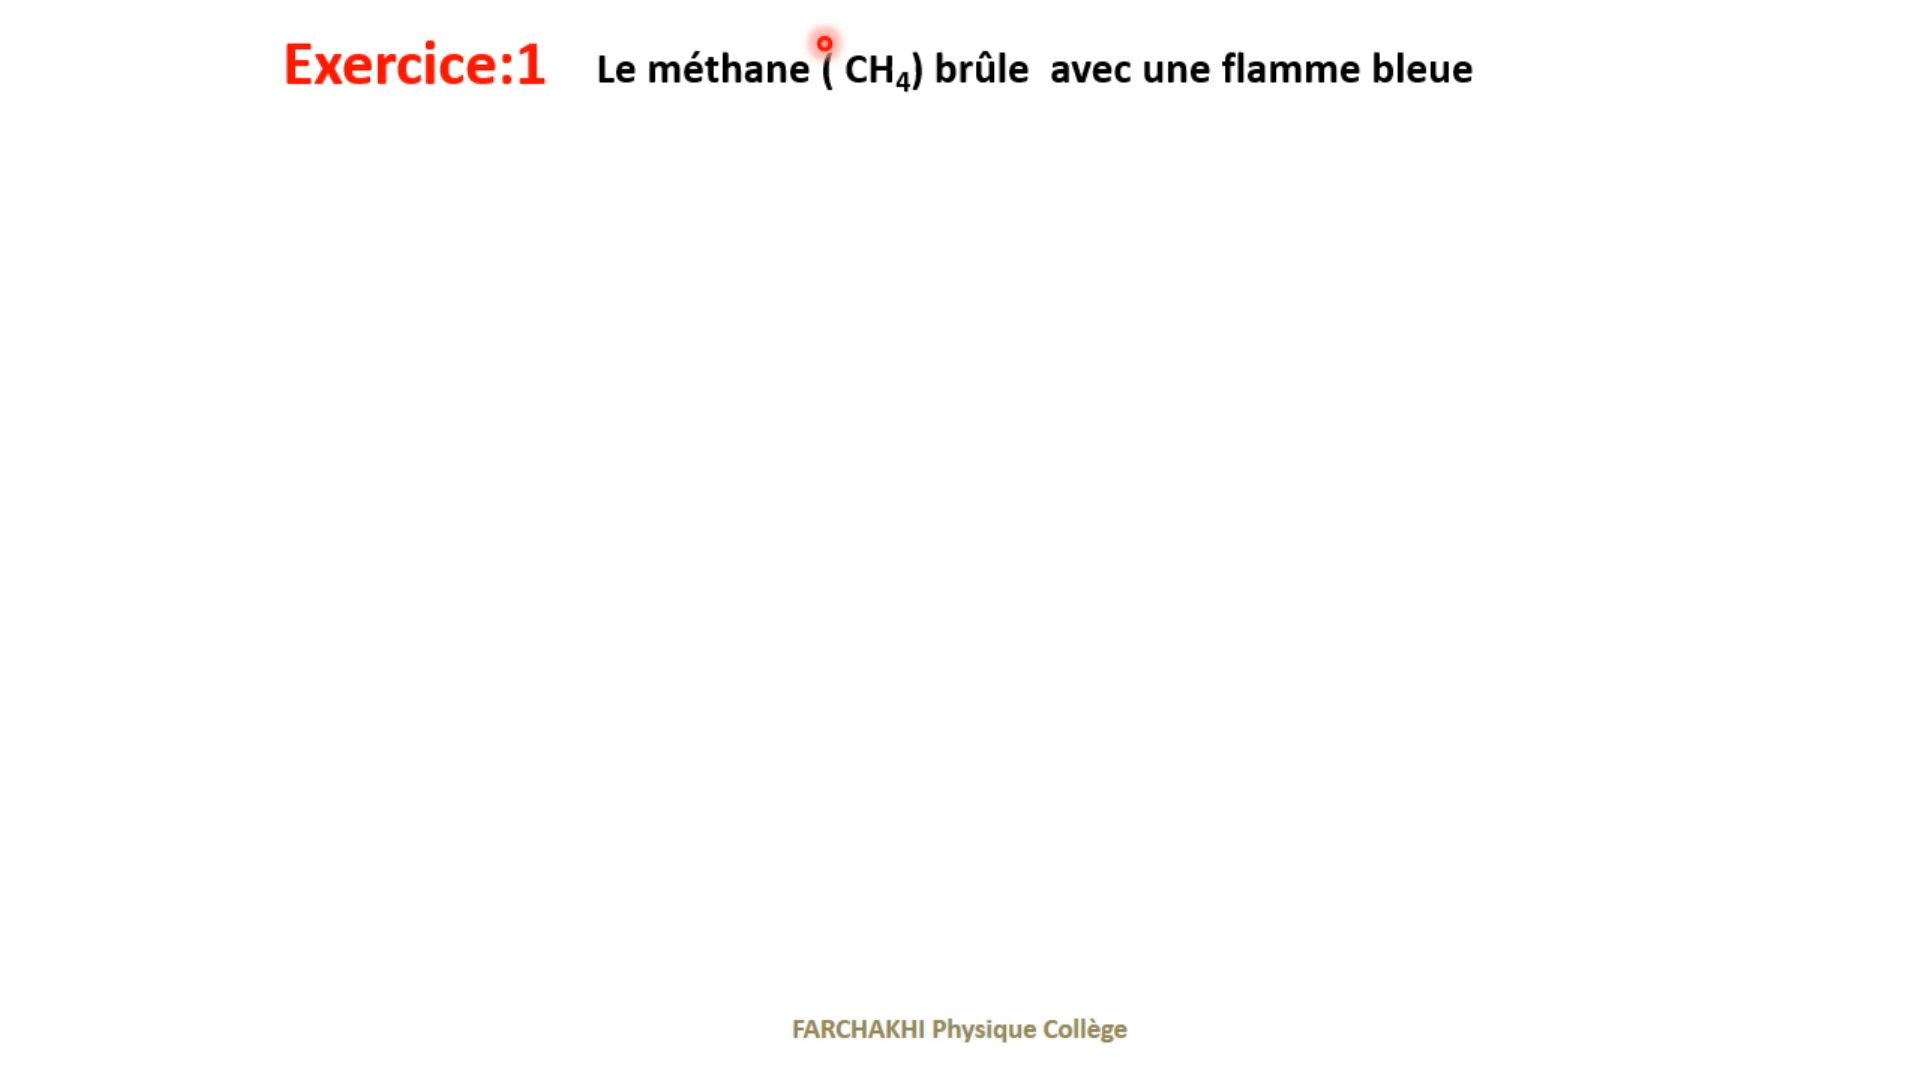 Exercice:1 Le méthane ( CH₄) brûle avec une flamme bleue
FARCHAKHI Physique Collège